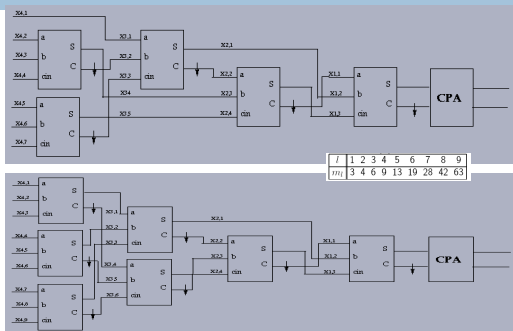 X4,1
X4,2 a X3,1 a X2,1
X4,3 b S X3,2 b S X2,2 a X1,1 a
X4,4 cin C X3,3 cin C X2,3 b S X1,2 b S CPA
X4,5 a X3,4 X2,4 cin C X1,3 cin C
X4,6 b S X3,5
X4,7 cin C
l 1 2 3 4 5 6 7 8 9
m_l 3 4 6 9 13 19 28 42 63
X4,1 a
X4,2 b S X3,1 a X2,1
X4,3 cin C X3,2 b S
X4,4 a X3,3 cin C X2,2 a X1,1 a
X4,5 b S a X2,3 b S X1,2 b S CPA
X4,6 cin C X3,5 b S X2,4 cin C X1,3 cin C
X4,7 a X3,6 cin C
X4,8 b S
X4,9 cin C